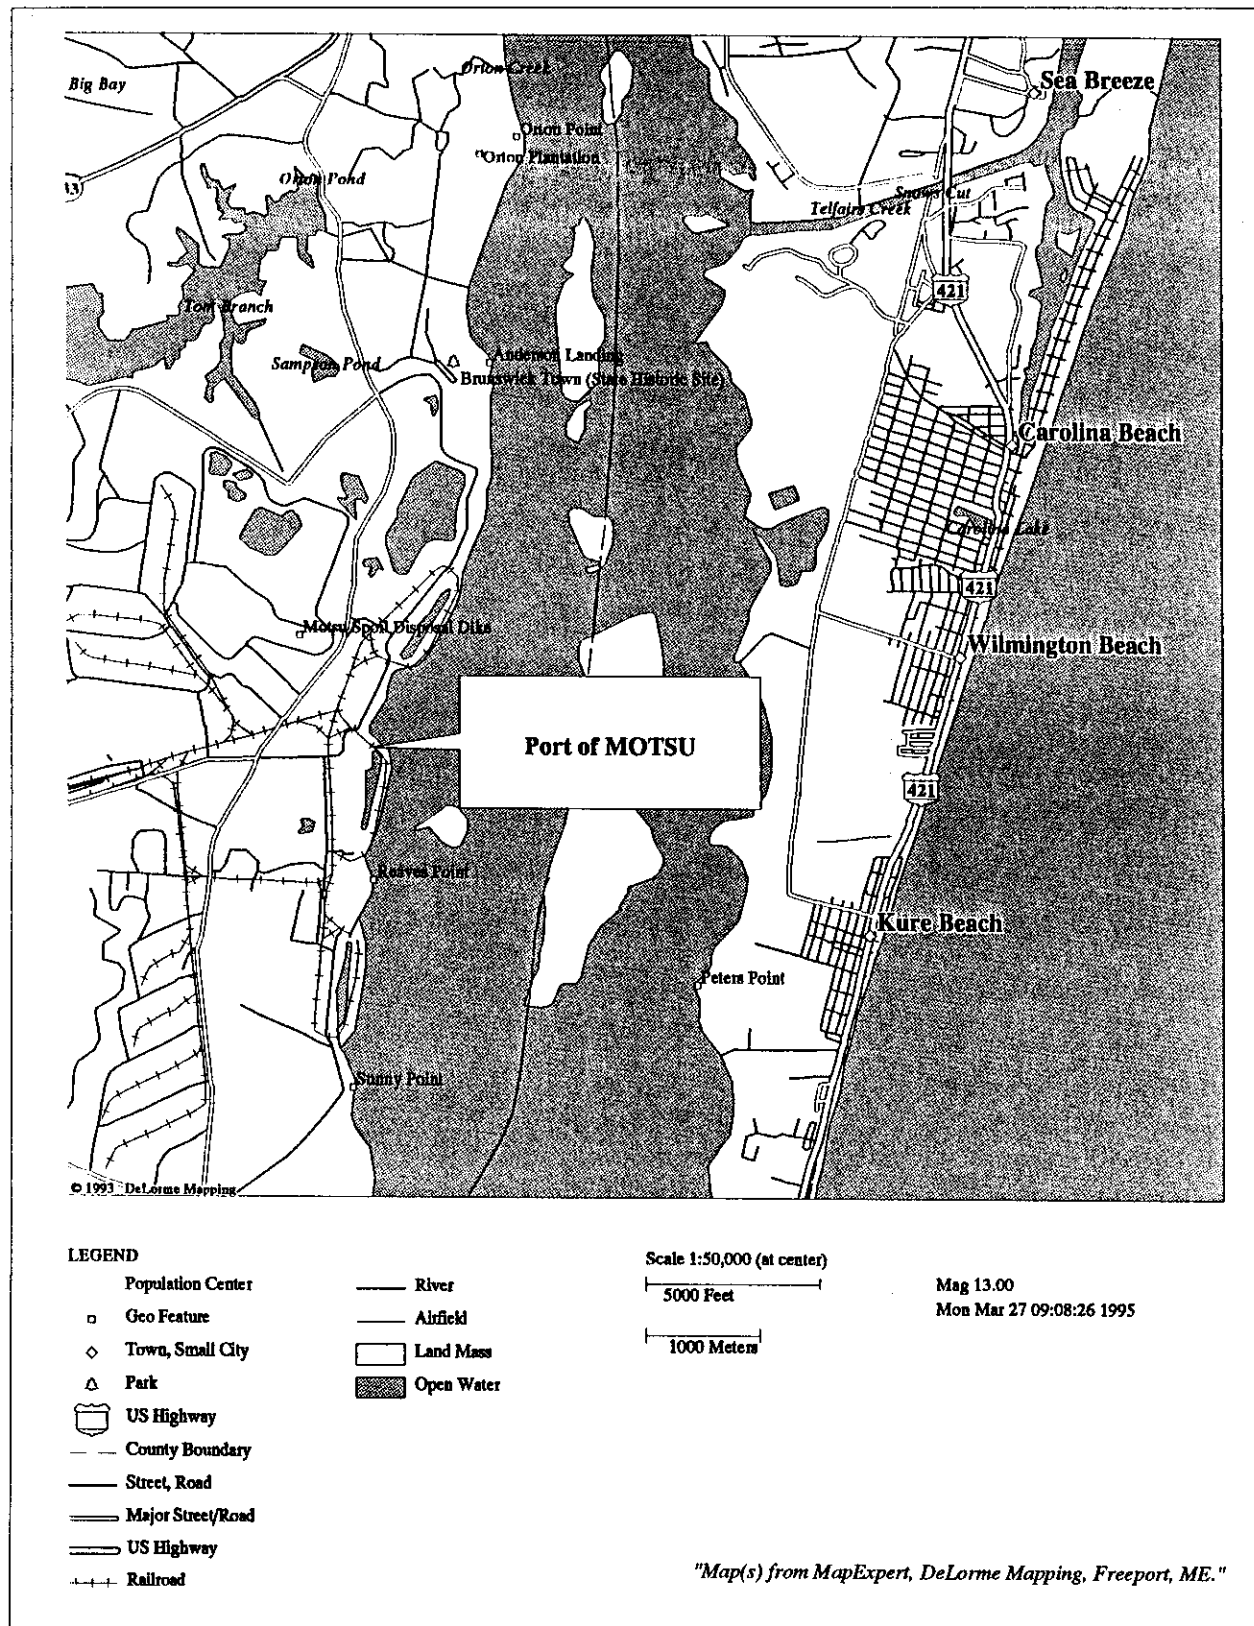 Orton Creek
Big Bay
Sea Breeze
Orton Point
Orton Plantation
Orton Pond
Snows Cut
Telfairs Creek
421
Tom Branch
Sampson Pond
Anderson Landing
Brunswick Town (State Historic Site)
Carolina Beach
Carolina Lake
421
Motsu Spoil Disposal Dike
Wilmington Beach
Port of MOTSU
421
Reaves Point
Kure Beach
Peters Point
Sunny Point
© 1993 DeLorme Mapping
LEGEND
Population Center
Geo Feature
Town, Small City
Park
US Highway
County Boundary
Street, Road
Major Street/Road
US Highway
Railroad
River
Airfield
Land Mass
Open Water
Scale 1:50,000 (at center)
5000 Feet
1000 Meters
Mag 13.00
Mon Mar 27 09:08:26 1995
"Map(s) from MapExpert, DeLorme Mapping, Freeport, ME."